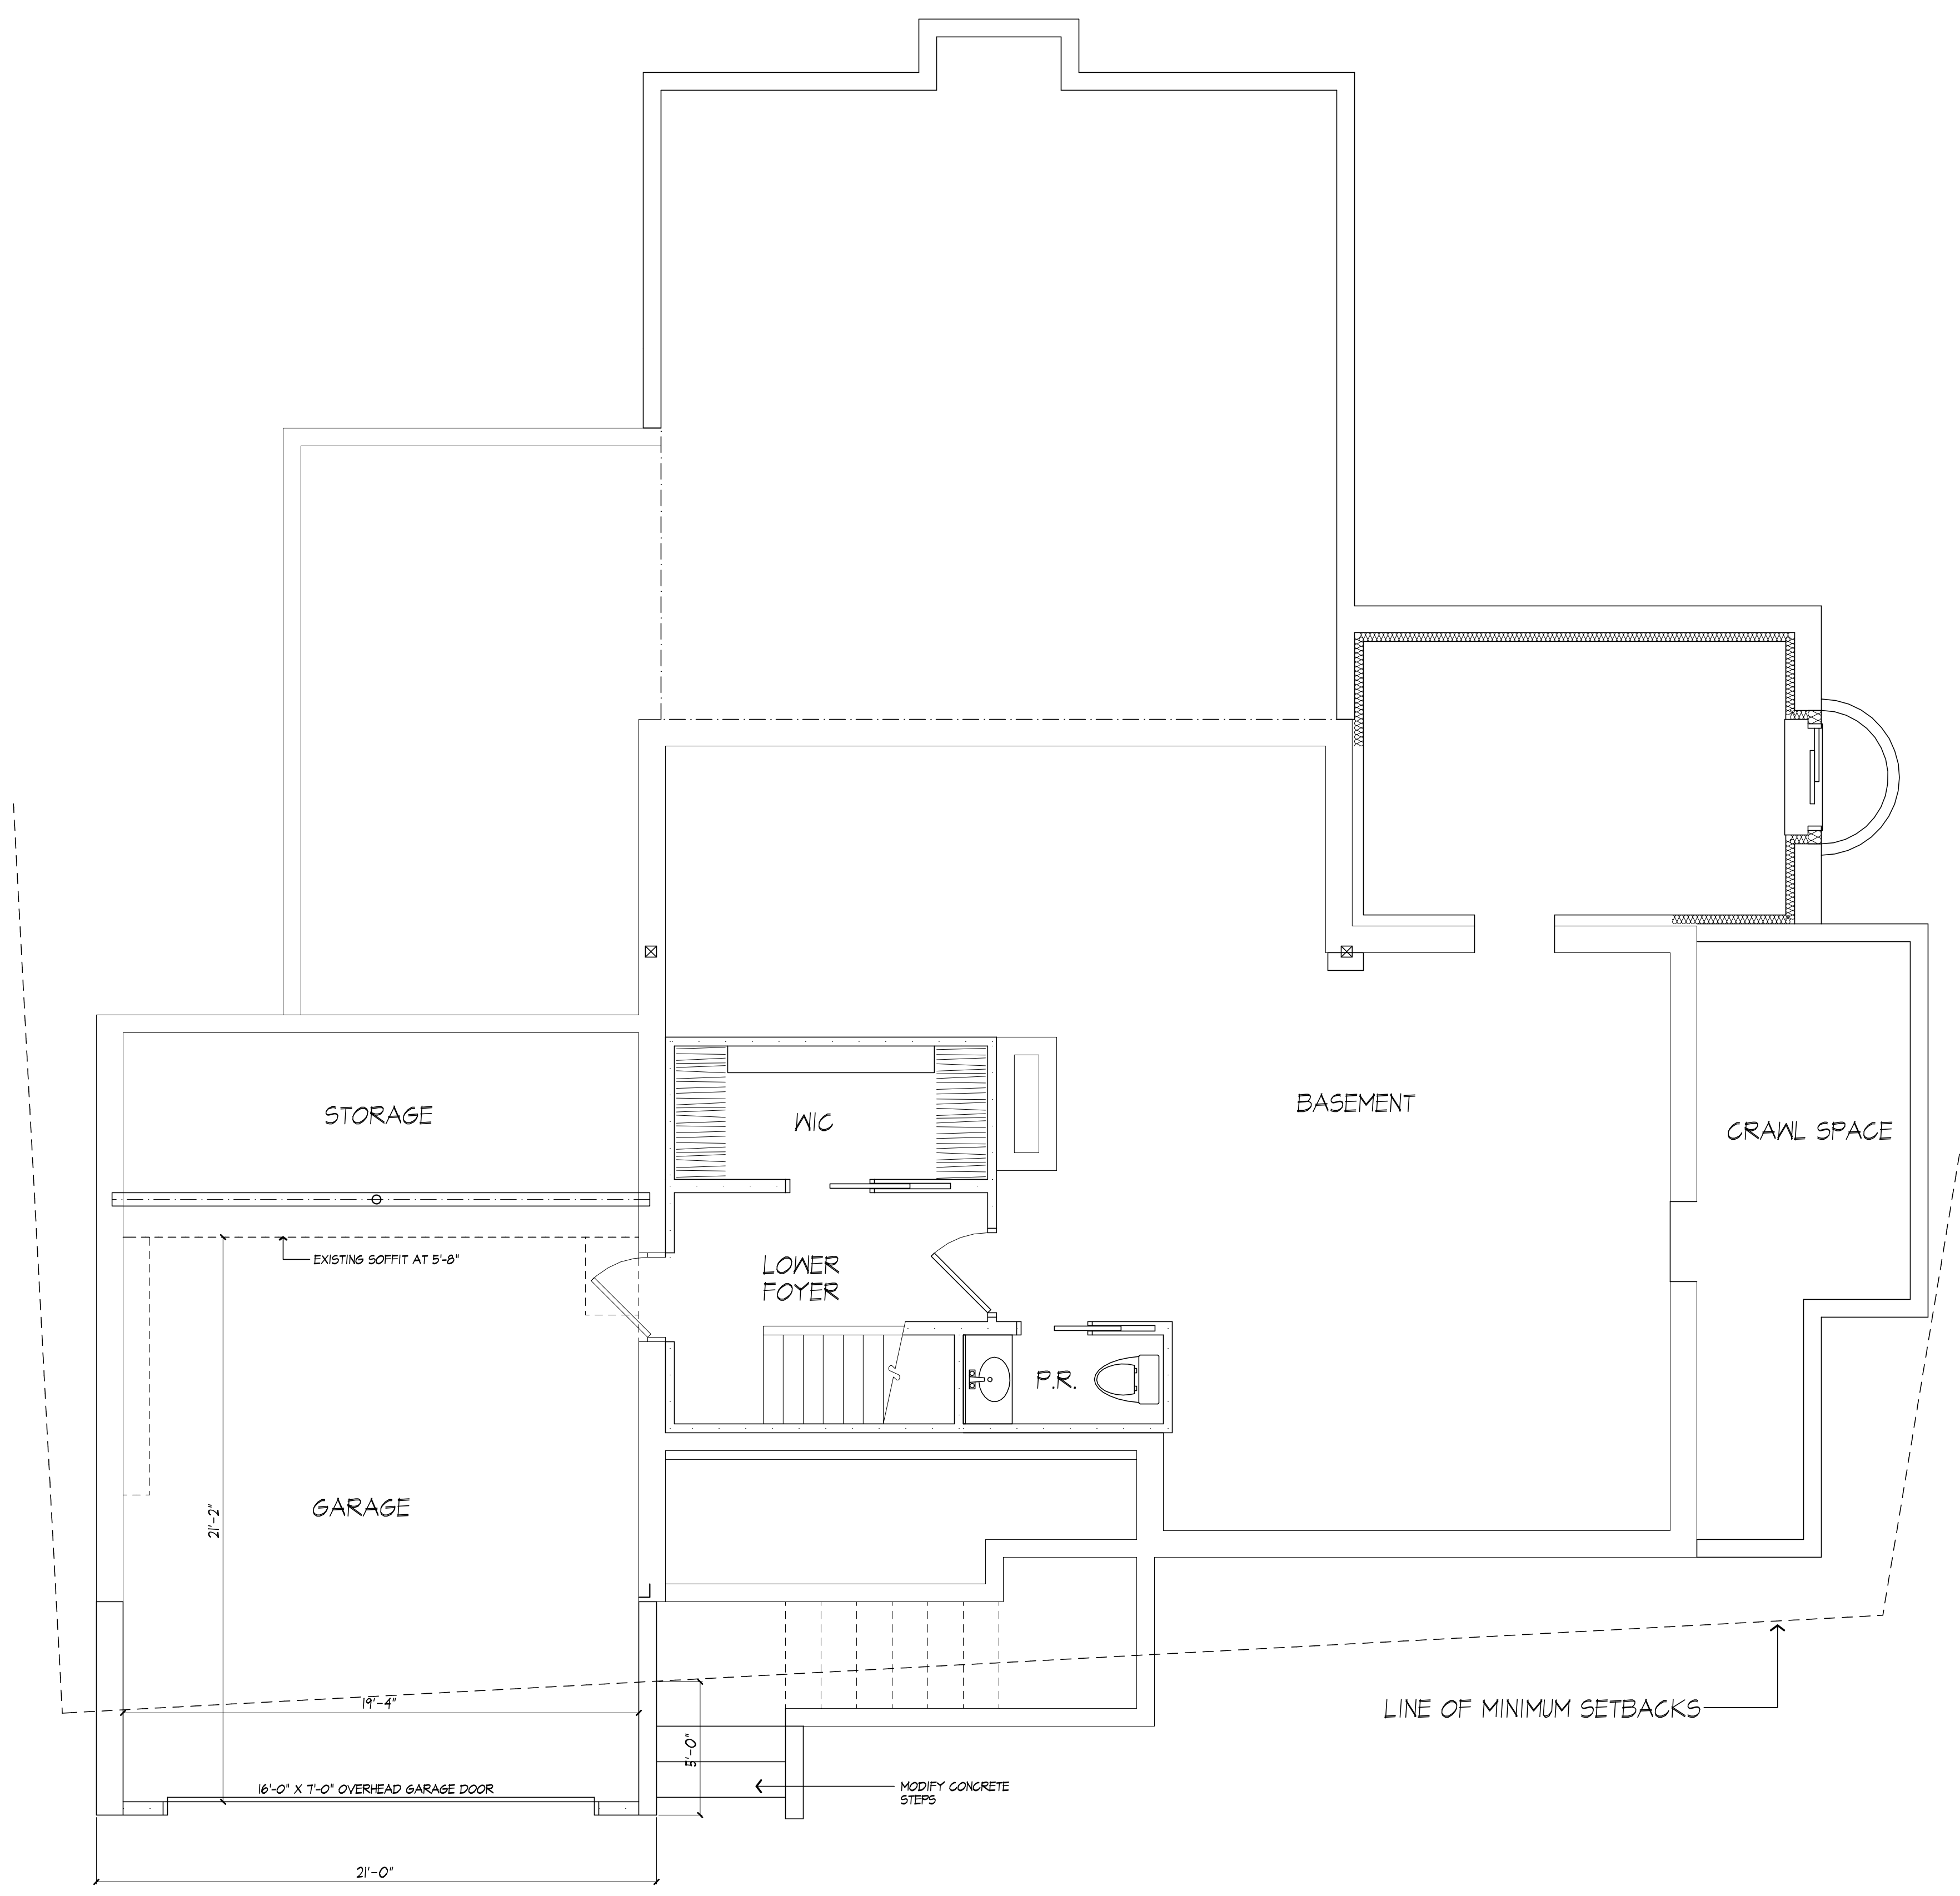 STORAGE
WIC
BASEMENT
CRAWL SPACE
EXISTING SOFFIT AT 5'-8"
LOWER
FOYER
P.R.
GARAGE
21'-2"
19'-4"
5'-0"
LINE OF MINIMUM SETBACKS
16'-0" X 7'-0" OVERHEAD GARAGE DOOR
MODIFY CONCRETE
STEPS
21'-0"